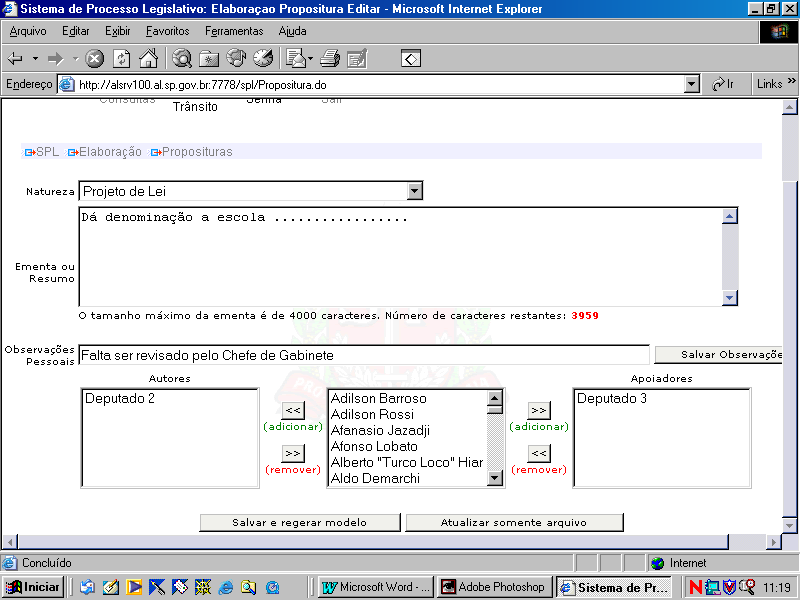 Sistema de Processo Legislativo: Elaboraçao Propositura Editar - Microsoft Internet Explorer
Arquivo Editar Exibir Favoritos Ferramentas Ajuda
Endereço http://alsrv100.al.sp.gov.br:7778/spl/Propositura.do Ir Links »
Consultas Trânsito Senha Sair
SPL Elaboração Proposituras
Natureza Projeto de Lei
Dá denominação a escola .................
Ementa ou
Resumo
O tamanho máximo da ementa é de 4000 caracteres. Número de caracteres restantes: 3959
Observações
Pessoais
Falta ser revisado pelo Chefe de Gabinete
Salvar Observaçõe
Autores Apoiadores
Deputado 2 Adilson Barroso Deputado 3
<< Adilson Rossi >>
(adicionar) Afanasio Jazadji (adicionar)
Afonso Lobato
>> Alberto "Turco Loco" Hiar <<
(remover) Aldo Demarchi (remover)
Salvar e regerar modelo Atualizar somente arquivo
Concluído Internet
Iniciar Microsoft Word - ... Adobe Photoshop Sistema de Pr... 11:19